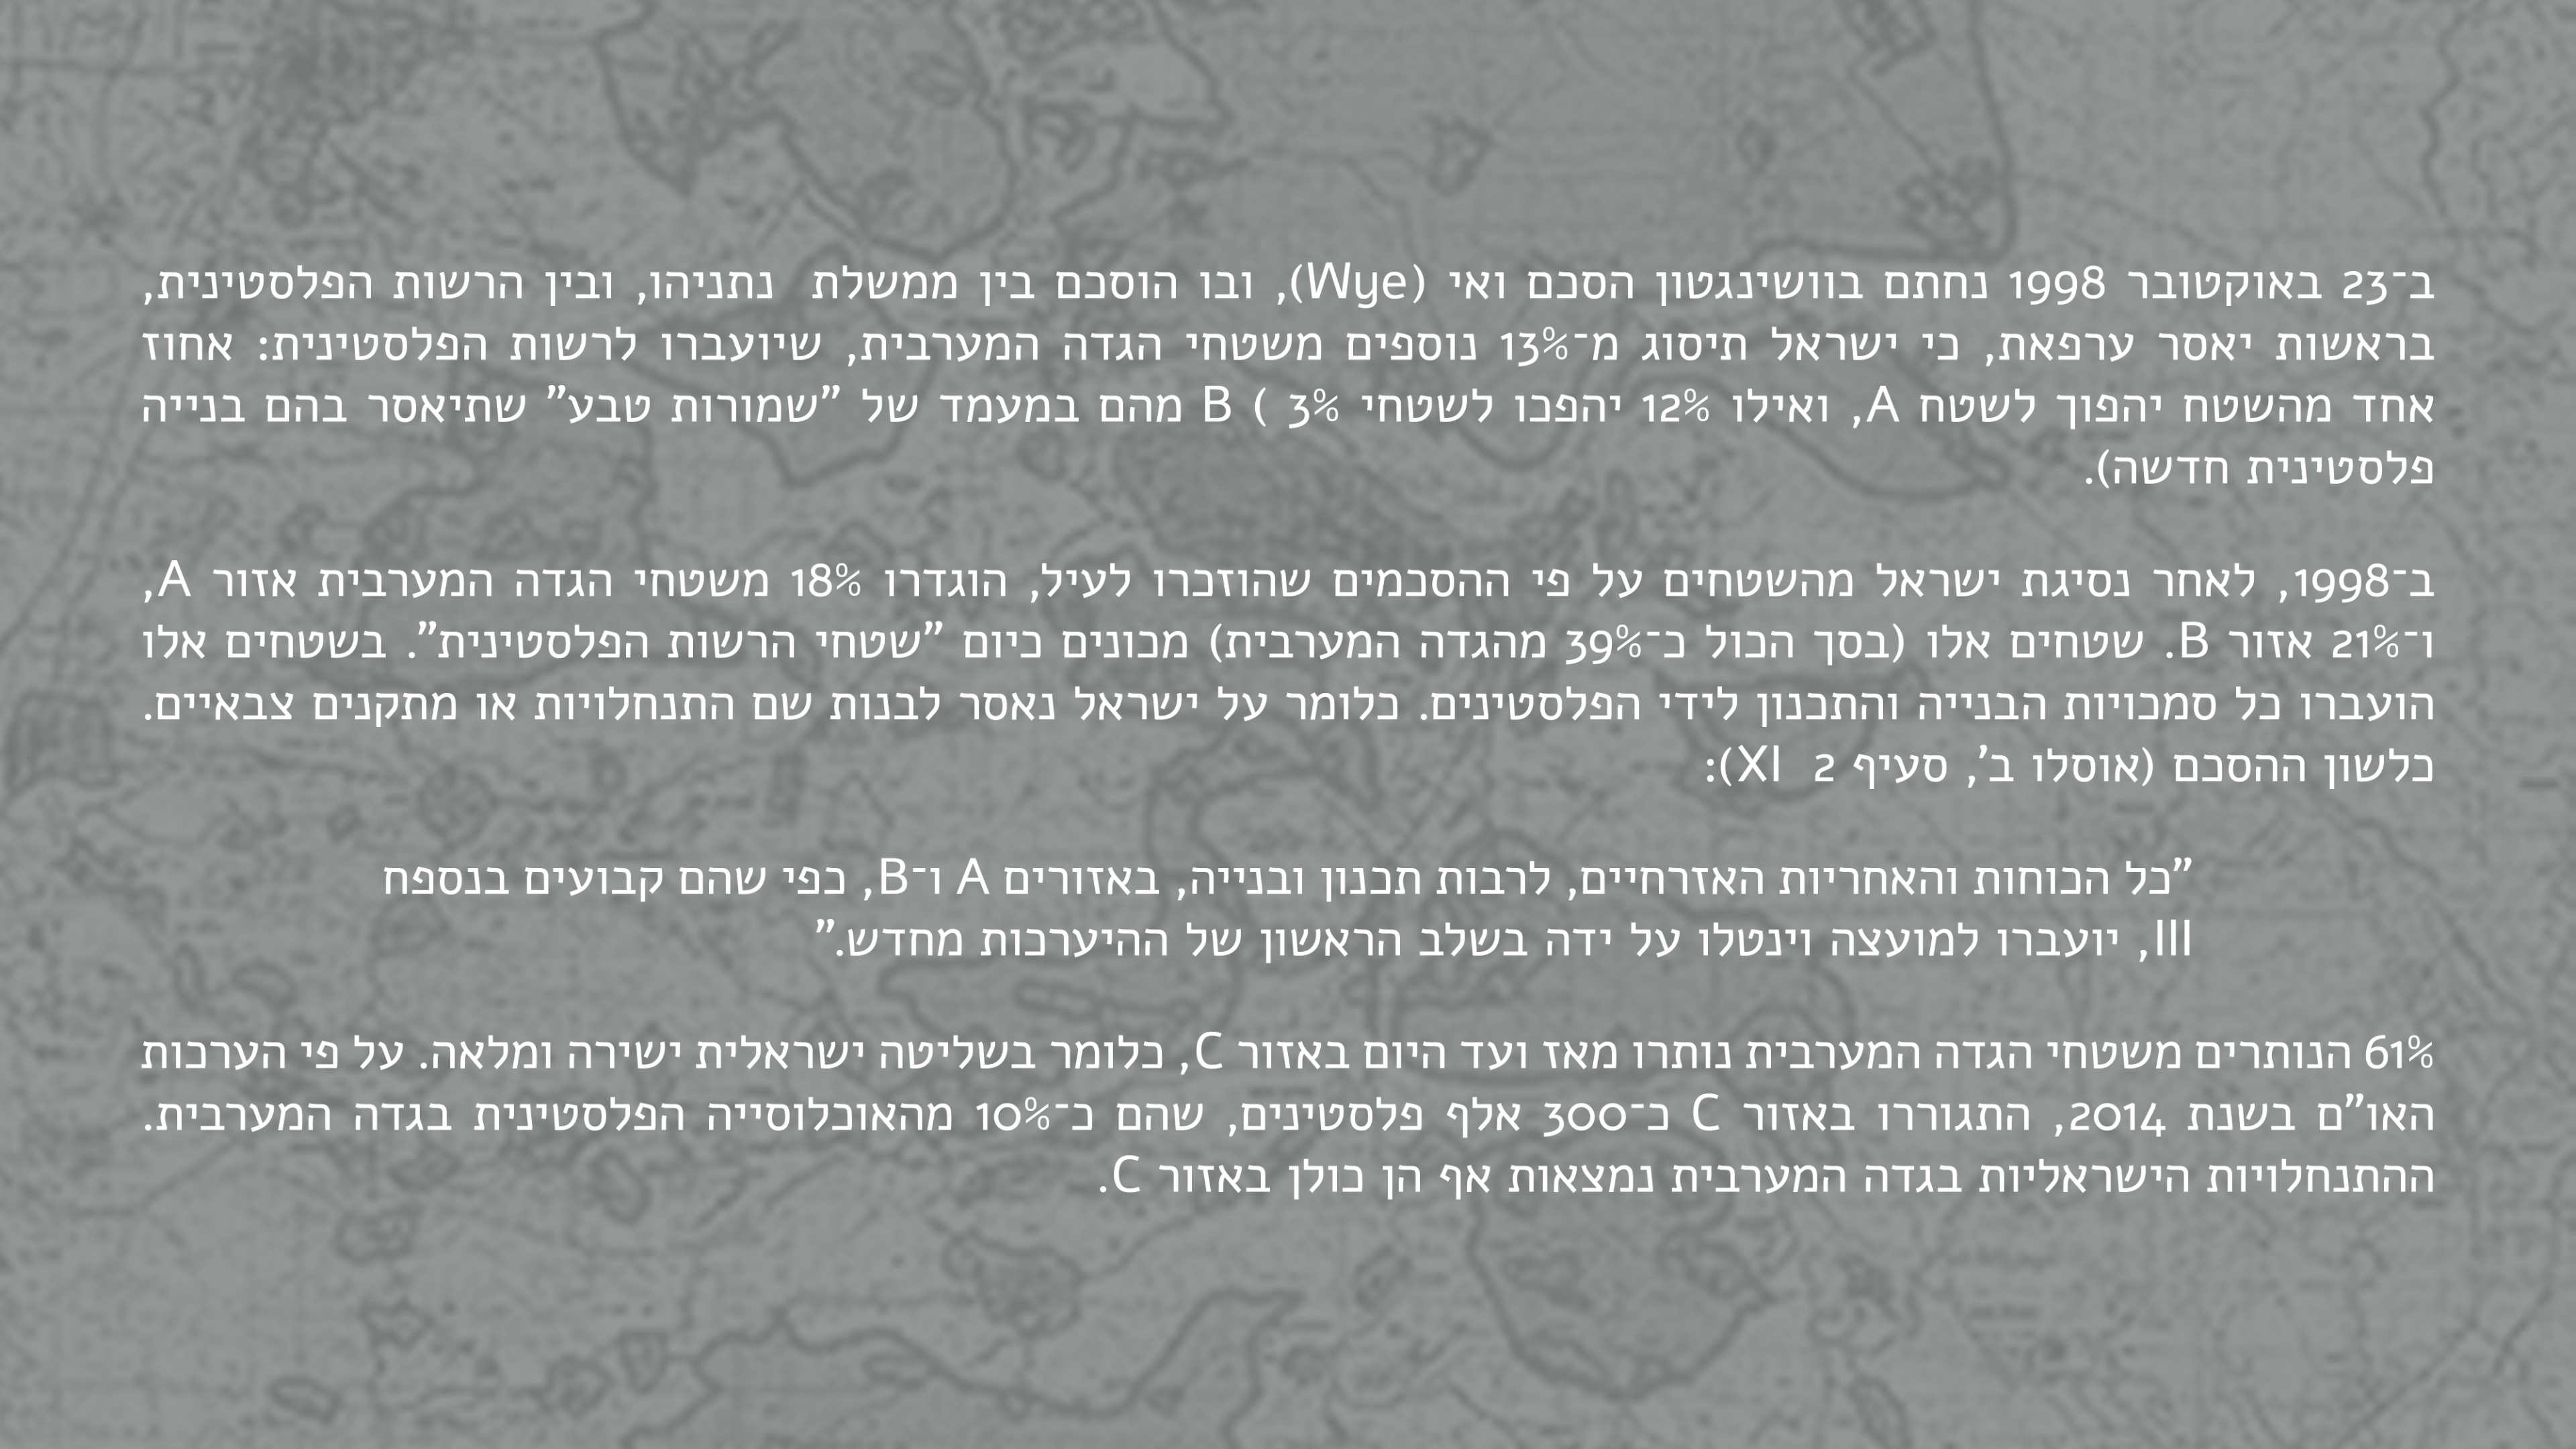 ב־23 באוקטובר 1998 נחתם בוושינגטון הסכם ואי (Wye), ובו הוסכם בין ממשלת  נתניהו, ובין הרשות הפלסטינית,
בראשות יאסר ערפאת, כי ישראל תיסוג מ־13% נוספים משטחי הגדה המערבית, שיועברו לרשות הפלסטינית: אחוז
אחד מהשטח יהפוך לשטח A, ואילו 12% יהפכו לשטחי B ( 3% מהם במעמד של ”שמורות טבע” שתיאסר בהם בנייה
פלסטינית חדשה).
ב־1998, לאחר נסיגת ישראל מהשטחים על פי ההסכמים שהוזכרו לעיל, הוגדרו 18% משטחי הגדה המערבית אזור A,
ו־21% אזור B. שטחים אלו (בסך הכול כ־39% מהגדה המערבית) מכונים כיום ”שטחי הרשות הפלסטינית”. בשטחים אלו
הועברו כל סמכויות הבנייה והתכנון לידי הפלסטינים. כלומר על ישראל נאסר לבנות שם התנחלויות או מתקנים צבאיים.
כלשון ההסכם (אוסלו ב’, סעיף 2  XI):
”כל הכוחות והאחריות האזרחיים, לרבות תכנון ובנייה, באזורים A ו־B, כפי שהם קבועים בנספח
III, יועברו למועצה וינטלו על ידה בשלב הראשון של ההיערכות מחדש.”
61% הנותרים משטחי הגדה המערבית נותרו מאז ועד היום באזור C, כלומר בשליטה ישראלית ישירה ומלאה. על פי הערכות
האו”ם בשנת 2014, התגוררו באזור C כ־300 אלף פלסטינים, שהם כ־10% מהאוכלוסייה הפלסטינית בגדה המערבית.
ההתנחלויות הישראליות בגדה המערבית נמצאות אף הן כולן באזור C.